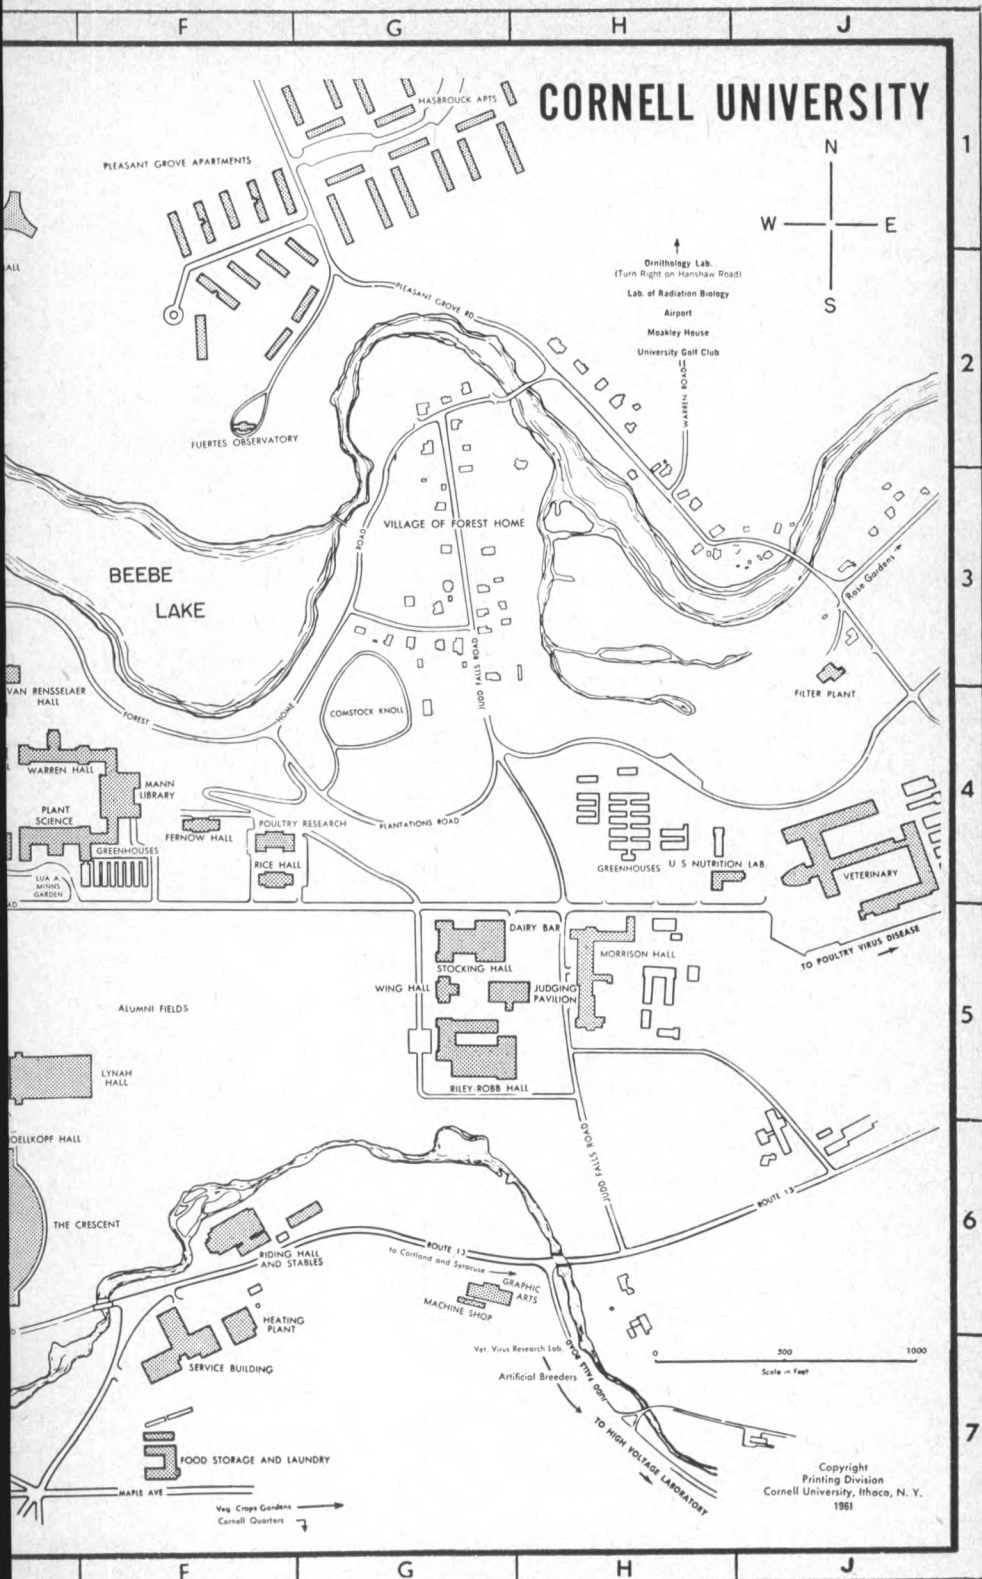 F G H J
CORNELL UNIVERSITY
HASBROUCK APTS
PLEASANT GROVE APARTMENTS
1
N
W E
S
ALL
Ornithology Lab.
(Turn Right on Hanshaw Road)
Lab. of Radiation Biology
Airport
Moakley House
University Golf Club
PLEASANT GROVE RD
2
WARREN ROAD
FUERTES OBSERVATORY
VILLAGE OF FOREST HOME
ROAD
BEEBE
LAKE
3
Rose Gardens
JUDD FALLS ROAD
VAN RENSSELAER
HALL
FILTER PLANT
FOREST
HOME
COMSTOCK KNOLL
L
WARREN HALL
MANN
LIBRARY
4
PLANT
SCIENCE
FERNOW HALL
POULTRY RESEARCH
PLANTATIONS ROAD
GREENHOUSES
RICE HALL
GREENHOUSES
U S NUTRITION LAB.
VETERINARY
LUA A.
MINNS
GARDEN
AD
DAIRY BAR
TO POULTRY VIRUS DISEASE
STOCKING HALL
MORRISON HALL
WING HALL
JUDGING
PAVILION
ALUMNI FIELDS
5
LYNAH
HALL
RILEY-ROBB HALL
OELLKOPF HALL
JUDD FALLS ROAD
THE CRESCENT
ROUTE 13
6
RIDING HALL
AND STABLES
ROUTE 13
to Cortland and Syracuse
GRAPHIC
ARTS
MACHINE SHOP
HEATING
PLANT
D
SERVICE BUILDING
Vet. Virus Research Lab.
Artificial Breeders
JUDD FALLS ROAD
0 500 1000
Scale in Feet
TO HIGH VOLTAGE LABORATORY
7
FOOD STORAGE AND LAUNDRY
MAPLE AVE
Veg Crops Gardens
Cornell Quarters
Copyright
Printing Division
Cornell University, Ithaca, N. Y.
1961
F G H J